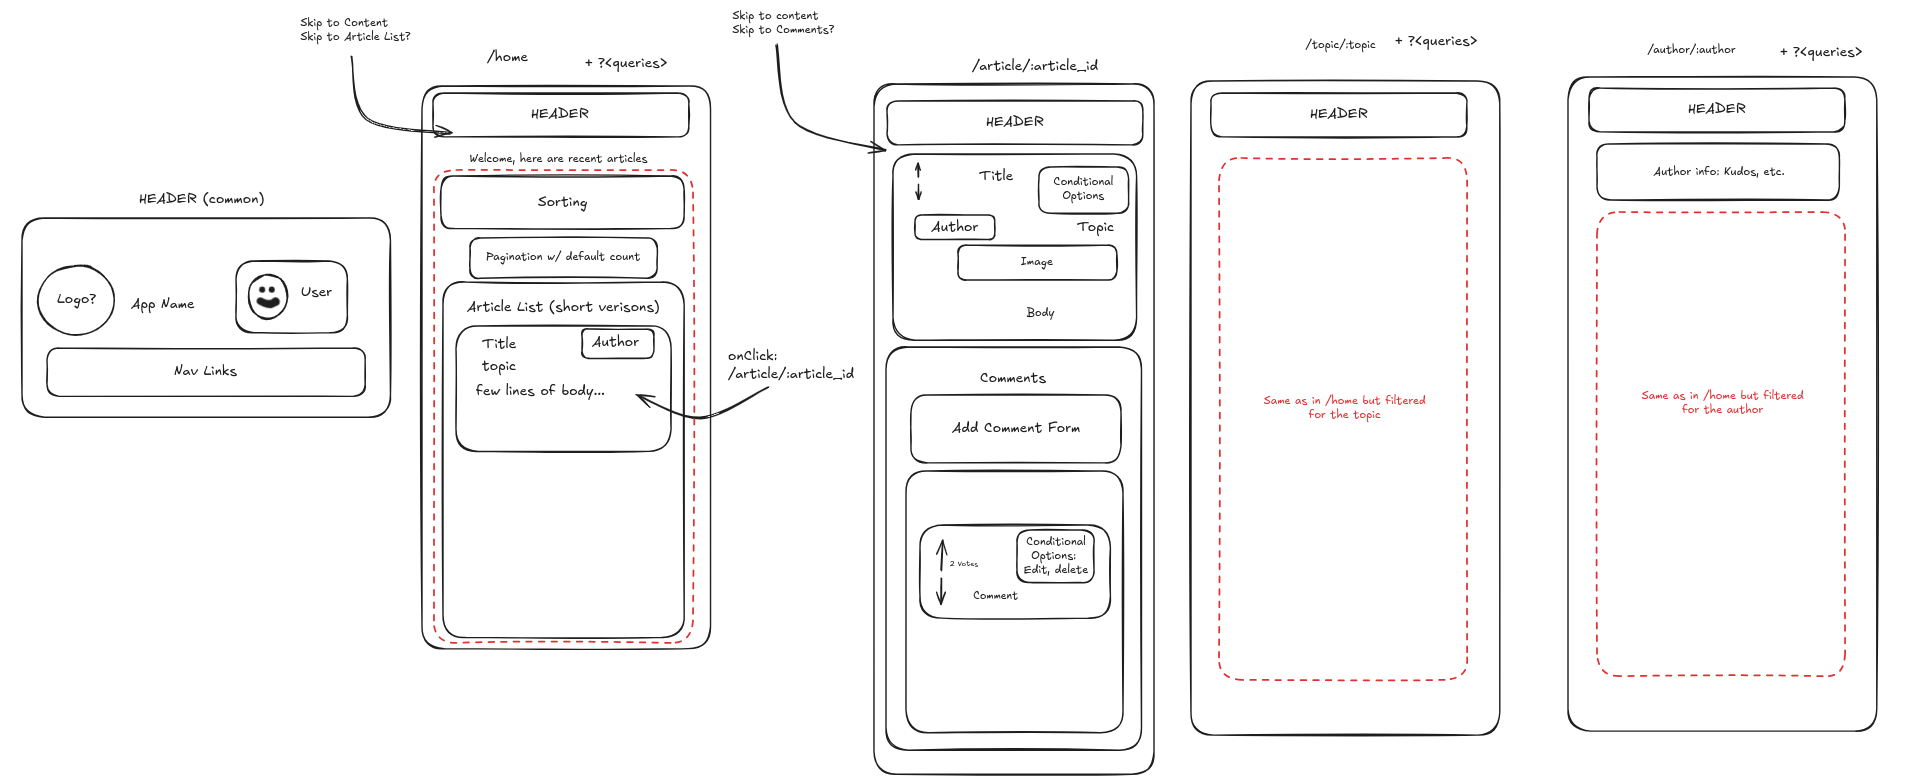 HEADER (common)
Logo?
App Name
User
Nav Links
Skip to Content
Skip to Article List?
/home
+ ?<queries>
HEADER
Welcome, here are recent articles
Sorting
Pagination w/ default count
Article List (short verisons)
Title
Author
topic
few lines of body...
onClick:
/article/:article_id
Skip to content
Skip to Comments?
/article/:article_id
HEADER
Title
Conditional
Options
Author
Topic
Image
Body
Comments
Add Comment Form
Conditional
Options:
Edit, delete
2 Votes
Comment
/topic/:topic
+ ?<queries>
HEADER
Same as in /home but filtered
for the topic
/author/:author
+ ?<queries>
HEADER
Author info: Kudos, etc.
Same as in /home but filtered
for the author